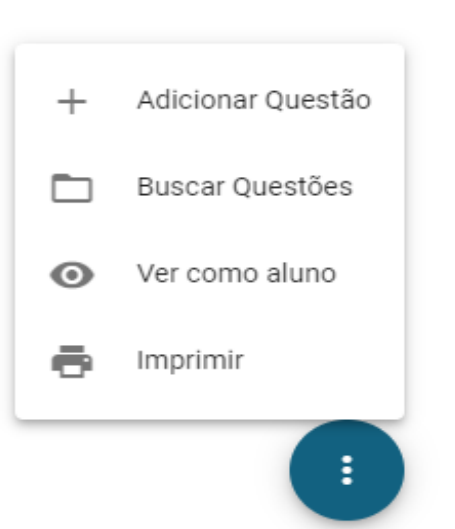 Adicionar Questão
Buscar Questões
Ver como aluno
Imprimir